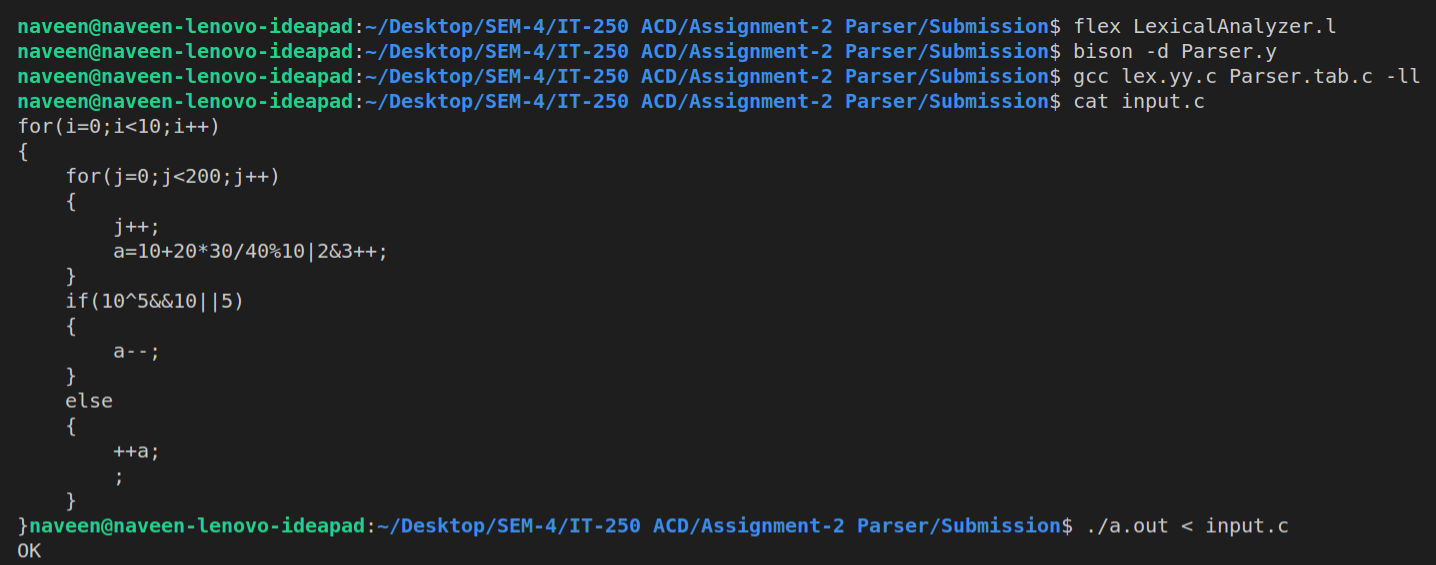 naveen@naveen-lenovo-ideapad:~/Desktop/SEM-4/IT-250 ACD/Assignment-2 Parser/Submission$ flex LexicalAnalyzer.l
naveen@naveen-lenovo-ideapad:~/Desktop/SEM-4/IT-250 ACD/Assignment-2 Parser/Submission$ bison -d Parser.y
naveen@naveen-lenovo-ideapad:~/Desktop/SEM-4/IT-250 ACD/Assignment-2 Parser/Submission$ gcc lex.yy.c Parser.tab.c -ll
naveen@naveen-lenovo-ideapad:~/Desktop/SEM-4/IT-250 ACD/Assignment-2 Parser/Submission$ cat input.c
for(i=0;i<10;i++)
{
    for(j=0;j<200;j++)
    {
        j++;
        a=10+20*30/40%10|2&3++;
    }
    if(10^5&&10||5)
    {
        a--;
    }
    else
    {
        ++a;
        ;
    }
}naveen@naveen-lenovo-ideapad:~/Desktop/SEM-4/IT-250 ACD/Assignment-2 Parser/Submission$ ./a.out < input.c
OK